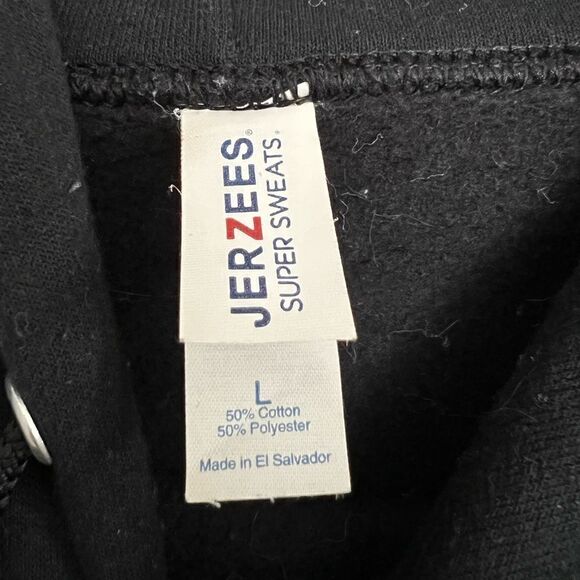 JERZEES®
SUPER SWEATS®
L
50% Cotton
50% Polyester
Made in El Salvador